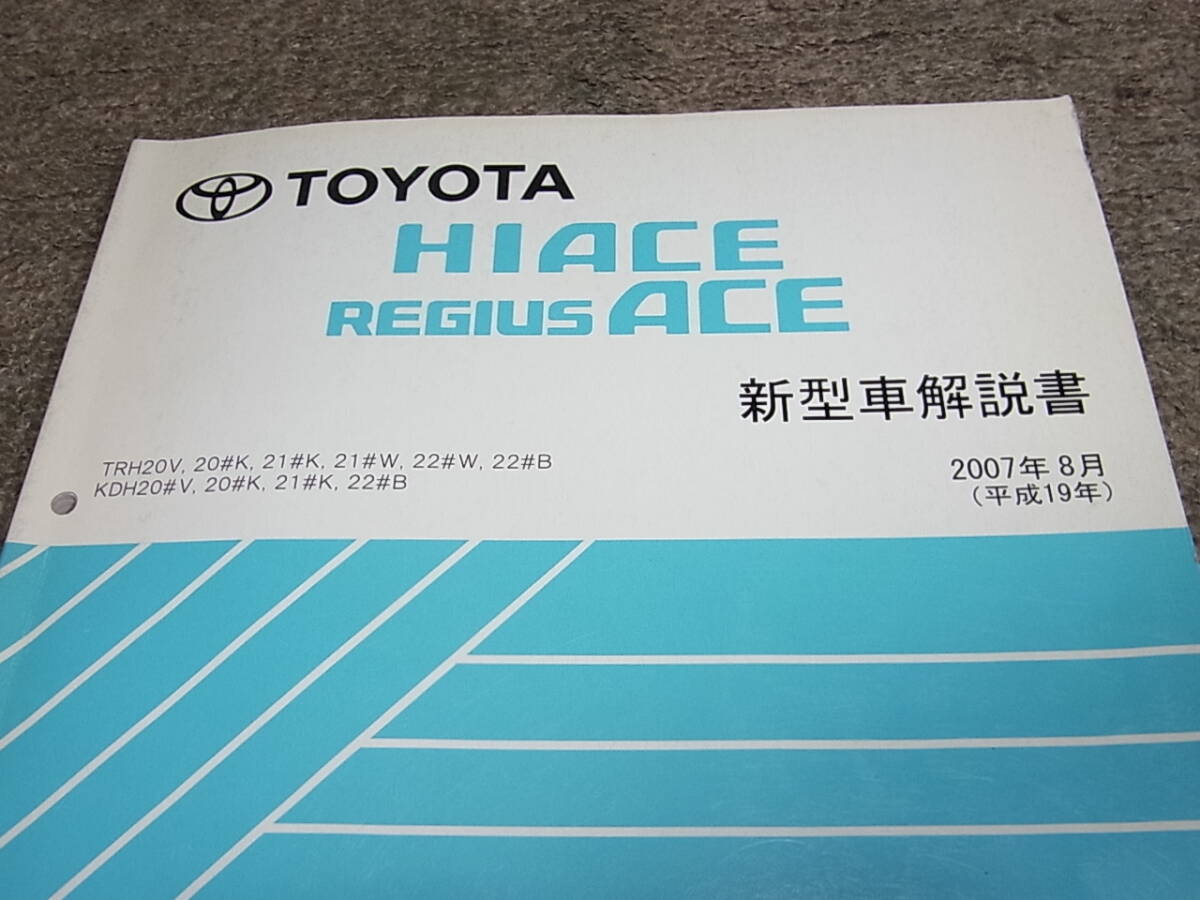 TOYOTA
HIACE
REGIUS ACE
新型車解説書
TRH20V, 20#K, 21#K, 21#W, 22#W, 22#B
KDH20#V, 20#K, 21#K, 22#B
2007年 8月
(平成19年)